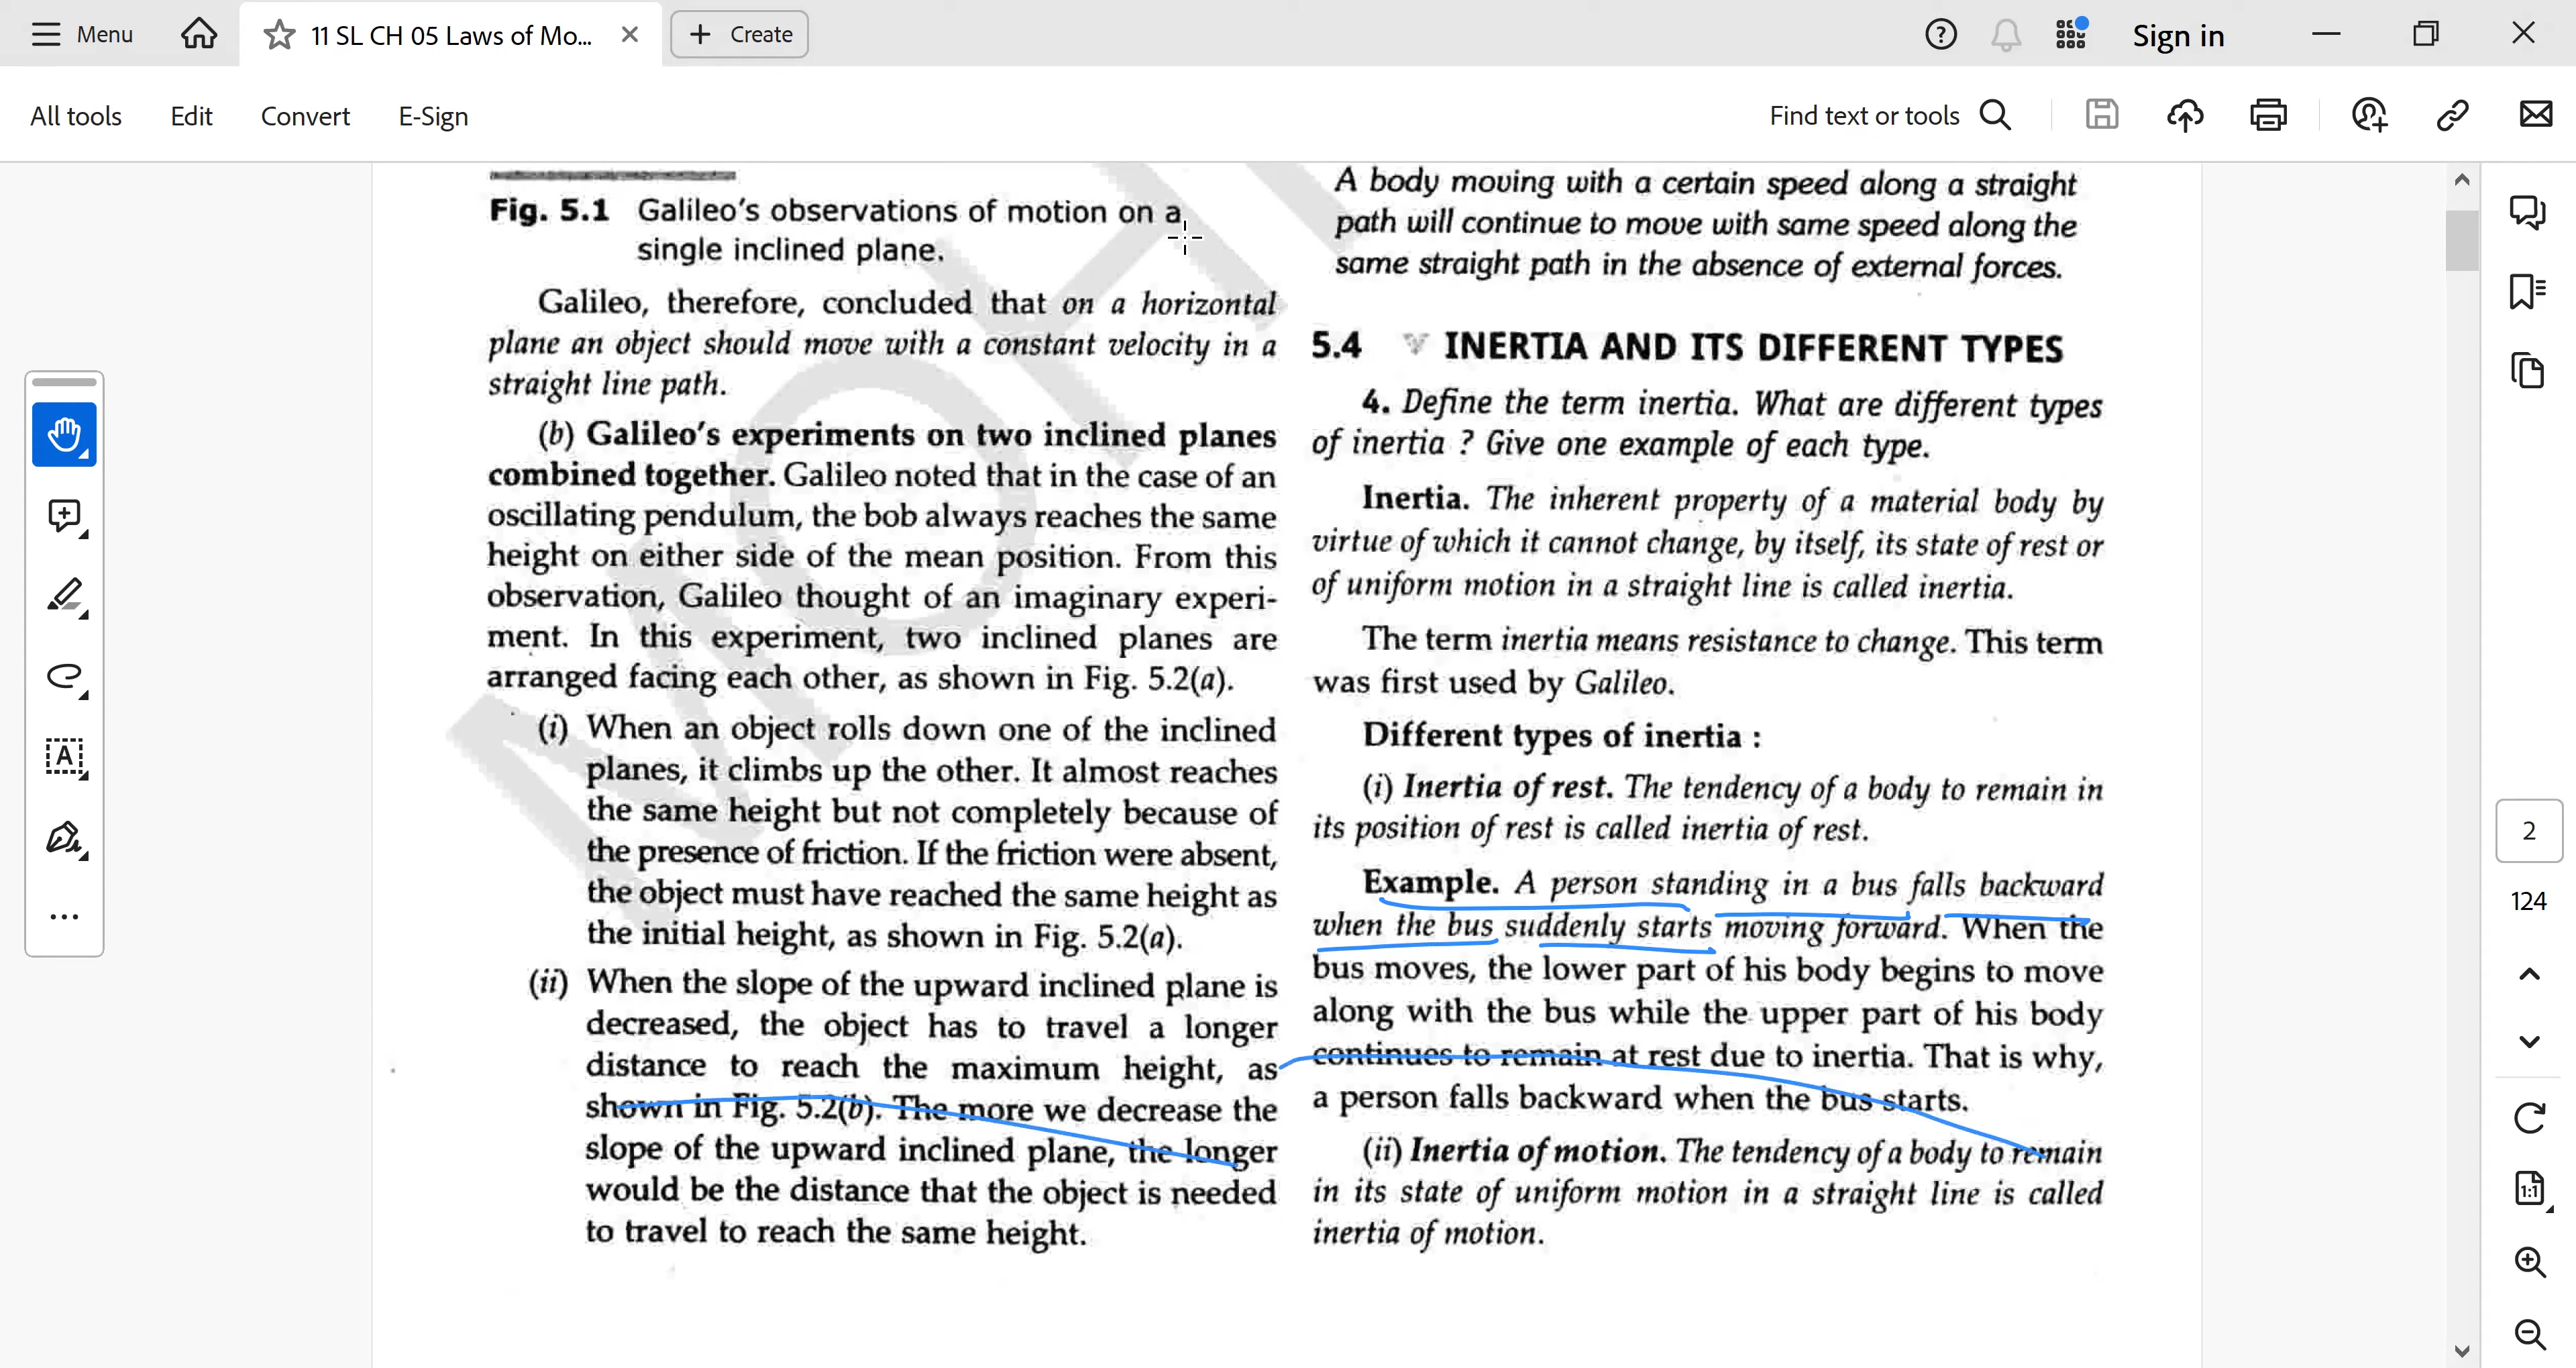 Menu
11 SL CH 05 Laws of Mo...
Create
Sign in
All tools
Edit
Convert
E-Sign
Find text or tools
Fig. 5.1 Galileo's observations of motion on a
single inclined plane.
Galileo, therefore, concluded that on a horizontal
plane an object should move with a constant velocity in a
straight line path.
(b) Galileo's experiments on two inclined planes
combined together. Galileo noted that in the case of an
oscillating pendulum, the bob always reaches the same
height on either side of the mean position. From this
observation, Galileo thought of an imaginary experi-
ment. In this experiment, two inclined planes are
arranged facing each other, as shown in Fig. 5.2(a).
(i) When an object rolls down one of the inclined
planes, it climbs up the other. It almost reaches
the same height but not completely because of
the presence of friction. If the friction were absent,
the object must have reached the same height as
the initial height, as shown in Fig. 5.2(a).
(ii) When the slope of the upward inclined plane is
decreased, the object has to travel a longer
distance to reach the maximum height, as
shown in Fig. 5.2(b). The more we decrease the
slope of the upward inclined plane, the longer
would be the distance that the object is needed
to travel to reach the same height.
A body moving with a certain speed along a straight
path will continue to move with same speed along the
same straight path in the absence of external forces.
5.4 INERTIA AND ITS DIFFERENT TYPES
4. Define the term inertia. What are different types
of inertia ? Give one example of each type.
Inertia. The inherent property of a material body by
virtue of which it cannot change, by itself, its state of rest or
of uniform motion in a straight line is called inertia.
The term inertia means resistance to change. This term
was first used by Galileo.
Different types of inertia :
(i) Inertia of rest. The tendency of a body to remain in
its position of rest is called inertia of rest.
Example. A person standing in a bus falls backward
when the bus suddenly starts moving forward. When the
bus moves, the lower part of his body begins to move
along with the bus while the upper part of his body
continues to remain at rest due to inertia. That is why,
a person falls backward when the bus starts.
(ii) Inertia of motion. The tendency of a body to remain
in its state of uniform motion in a straight line is called
inertia of motion.
2
124
1:1